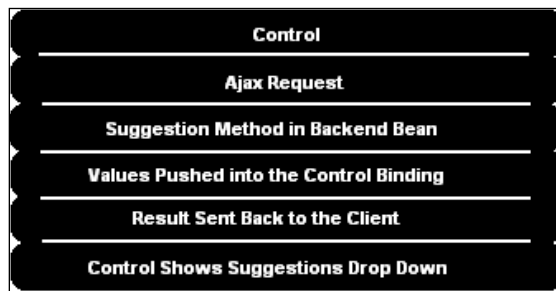 Control
Ajax Request
Suggestion Method in Backend Bean
Values Pushed into the Control Binding
Result Sent Back to the Client
Control Shows Suggestions Drop Down